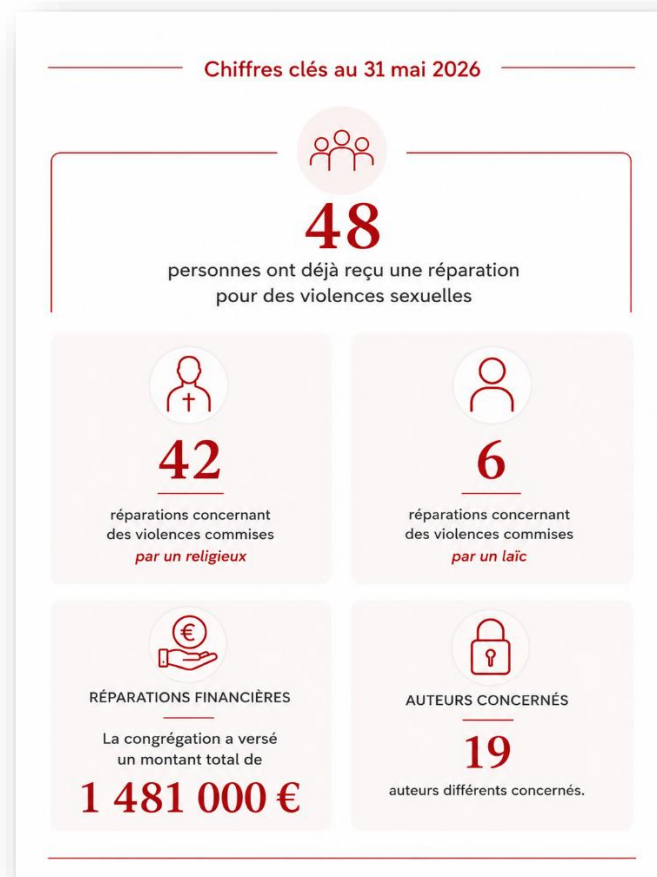 Chiffres clés au 31 mai 2026
48
personnes ont déjà reçu une réparation
pour des violences sexuelles
42
réparations concernant
des violences commises
par un religieux
6
réparations concernant
des violences commises
par un laïc
RÉPARATIONS FINANCIÈRES
La congrégation a versé
un montant total de
1 481 000 €
AUTEURS CONCERNÉS
19
auteurs différents concernés.